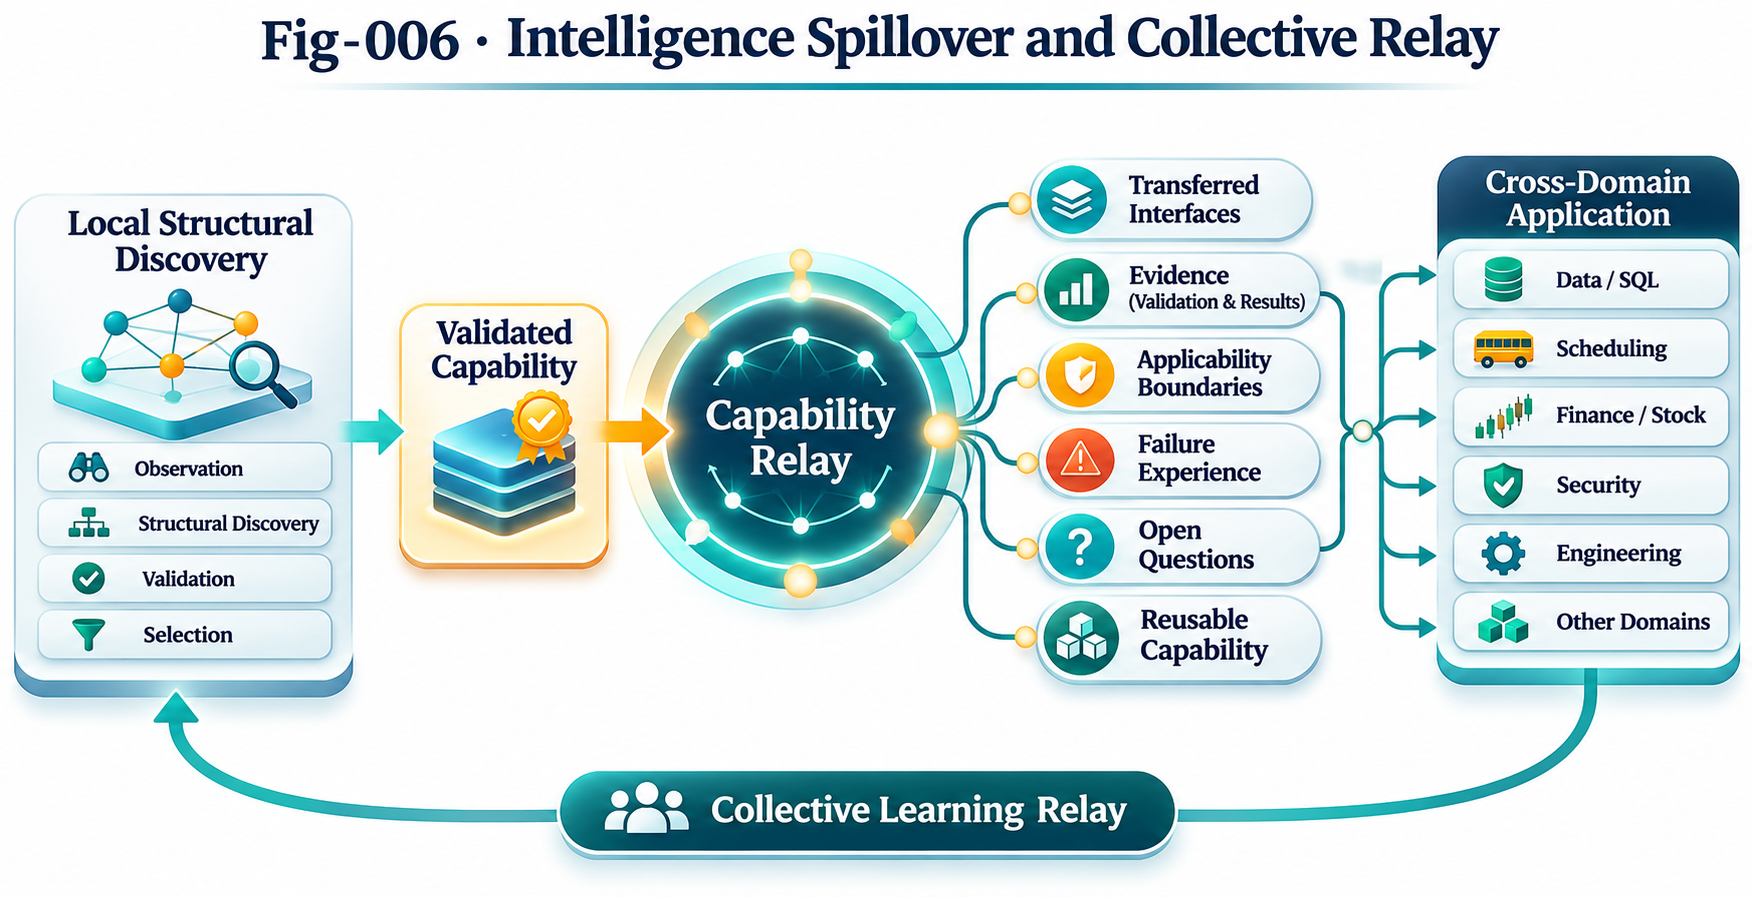 Fig-006 · Intelligence Spillover and Collective Relay
Local Structural
Discovery
Observation
Structural Discovery
Validation
Selection
Validated
Capability
Capability
Relay
Transferred
Interfaces
Evidence
(Validation & Results)
Applicability
Boundaries
Failure
Experience
?
Open
Questions
Reusable
Capability
Cross-Domain
Application
Data / SQL
Scheduling
Finance / Stock
Security
Engineering
Other Domains
Collective Learning Relay